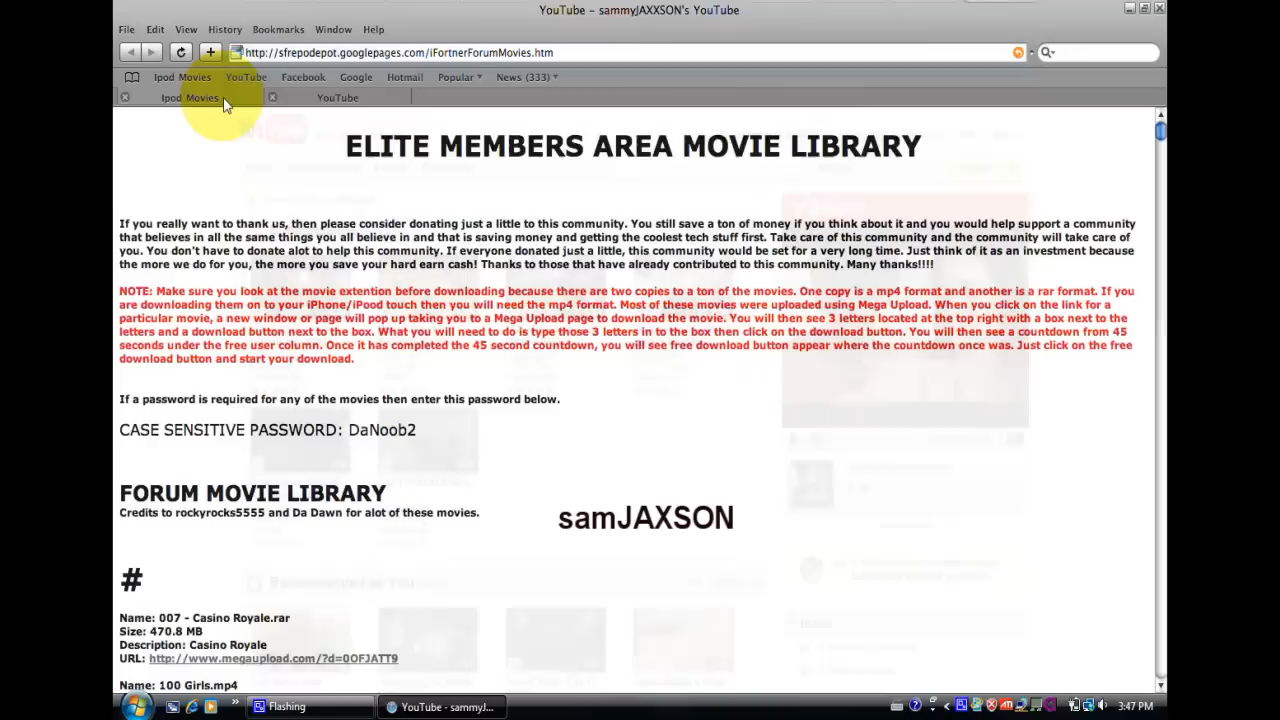 YouTube - sammyJAXXSON's YouTube
File Edit View History Bookmarks Window Help
http://sfrepodepot.googlepages.com/iFortnerForumMovies.htm
Ipod Movies YouTube Facebook Google Hotmail Popular News (333)
Ipod Movies YouTube
ELITE MEMBERS AREA MOVIE LIBRARY
If you really want to thank us, then please consider donating just a little to this community. You still save a ton of money if you think about it and you would help support a community
that believes in all the same things you all believe in and that is saving money and getting the coolest tech stuff first. Take care of this community and the community will take care of
you. You don't have to donate alot to help this community. If everyone donated just a little, this community would be set for a very long time. Just think of it as an investment because
the more we do for you, the more you save your hard earn cash! Thanks to those that have already contributed to this community. Many thanks!!!!
NOTE: Make sure you look at the movie extention before downloading because there are two copies to a ton of the movies. One copy is a mp4 format and another is a rar format. If you
are downloading them on to your iPhone/iPood touch then you will need the mp4 format. Most of these movies were uploaded using Mega Upload. When you click on the link for a
particular movie, a new window or page will pop up taking you to a Mega Upload page to download the movie. You will then see 3 letters located at the top right with a box next to the
letters and a download button next to the box. What you will need to do is type those 3 letters in to the box then click on the download button. You will then see a countdown from 45
seconds under the free user column. Once it has completed the 45 second countdown, you will see free download button appear where the countdown once was. Just click on the free
download button and start your download.
If a password is required for any of the movies then enter this password below.
CASE SENSITIVE PASSWORD: DaNoob2
FORUM MOVIE LIBRARY
Credits to rockyrocks5555 and Da Dawn for alot of these movies.
samJAXSON
#
Name: 007 - Casino Royale.rar
Size: 470.8 MB
Description: Casino Royale
URL: http://www.megaupload.com/?d=0OFJATT9
Name: 100 Girls.mp4
Flashing YouTube - sammyJ... 3:47 PM